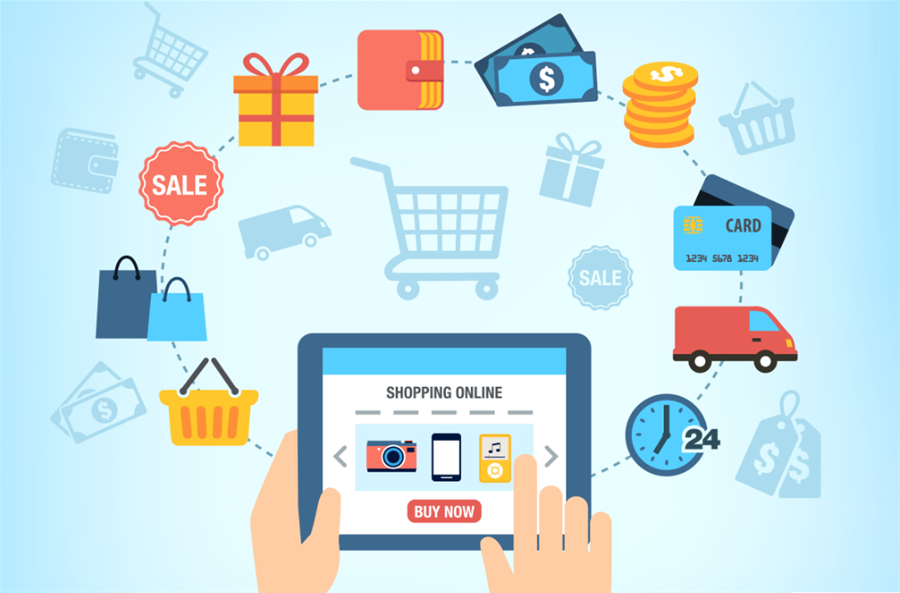 $
$
$
SALE
CARD
1234 5678 1234
SALE
SHOPPING ONLINE
$
24
$
$
BUY NOW